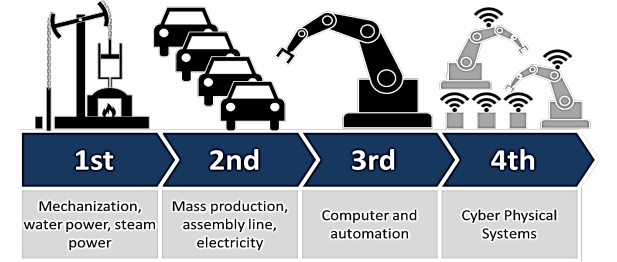 1st
2nd
3rd
4th
Mechanization,
water power, steam
power
Mass production,
assembly line,
electricity
Computer and
automation
Cyber Physical
Systems